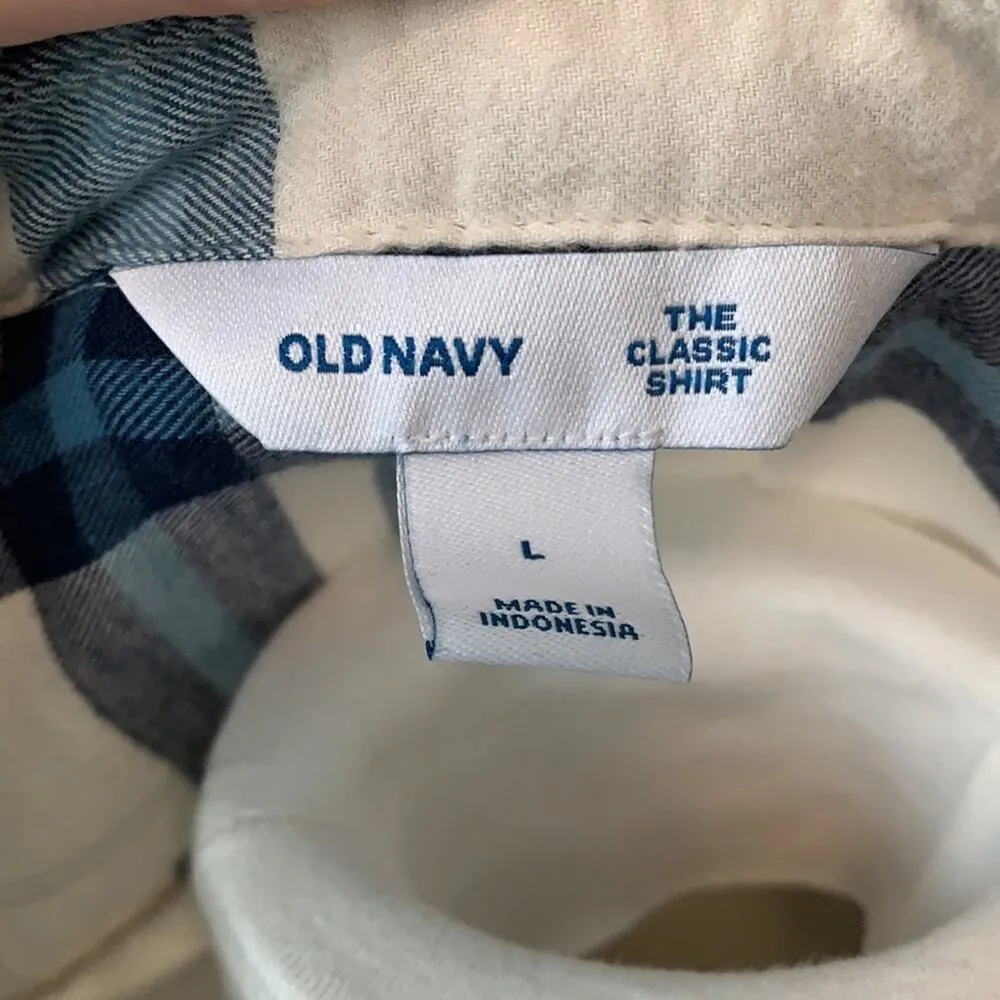 OLD NAVY
THE
CLASSIC
SHIRT
L
MADE IN
INDONESIA